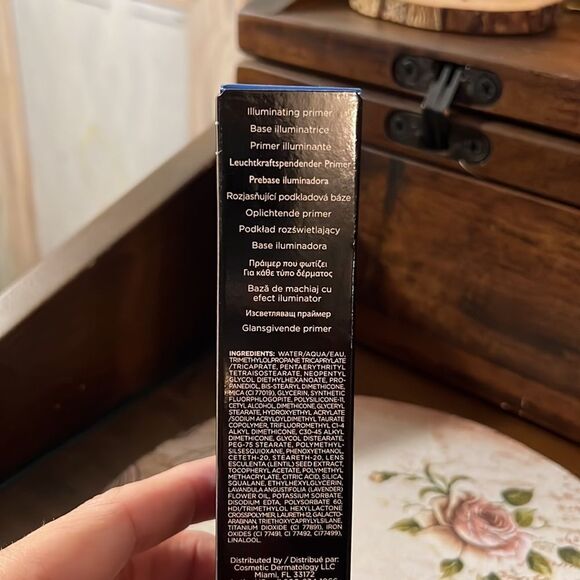 Illuminating primer
Base illuminatrice
Primer illuminante
Leuchtkraftspendender Primer
Prebase iluminadora
Rozjasňující podkladová báze
Oplichtende primer
Podkład rozświetlający
Base iluminadora
Πράιμερ που φωτίζει
Για κάθε τύπο δέρματος
Bază de machiaj cu
efect iluminator
Изсветляващ праймер
Glansgivende primer
INGREDIENTS: WATER/AQUA/EAU,
TRIMETHYLOLPROPANE TRICAPRYLATE
/TRICAPRATE, PENTAERYTHRITYL
TETRAISOSTEARATE, NEOPENTYL
GLYCOL DIETHYLHEXANOATE, PRO-
PANEDIOL, BIS-STEARYL DIMETHICONE,
MICA (CI 77019), GLYCERIN, SYNTHETIC
FLUORPHLOGOPITE, POLYSILICONE-11,
CETYL ALCOHOL, DIMETHICONE, GLYCERYL
STEARATE, HYDROXYETHYL ACRYLATE
/SODIUM ACRYLOYLDIMETHYL TAURATE
COPOLYMER, TRIFLUOROMETHYL C1-4
ALKYL DIMETHICONE, C30-45 ALKYL
DIMETHICONE, GLYCOL DISTEARATE,
PEG-75 STEARATE, POLYMETHYL-
SILSESQUIOXANE, PHENOXYETHANOL,
CETETH-20, STEARETH-20, LENS
ESCULENTA (LENTIL) SEED EXTRACT,
TOCOPHERYL ACETATE, POLYMETHYL
METHACRYLATE, CITRIC ACID, SILICA,
SQUALANE, ETHYLHEXYLGLYCERIN,
LAVANDULA ANGUSTIFOLIA (LAVENDER)
FLOWER OIL, POTASSIUM SORBATE,
DISODIUM EDTA, POLYSORBATE 60,
HDI/TRIMETHYLOL HEXYLLACTONE
CROSSPOLYMER, LAURETH-12, GALACTO-
ARABINAN, TRIETHOXYCAPRYLYLSILANE,
TITANIUM DIOXIDE (CI 77891), IRON
OXIDES (CI 77491, CI 77492, CI77499),
LINALOOL.
Distributed by / Distribué par:
Cosmetic Dermatology LLC
Miami, FL 33172